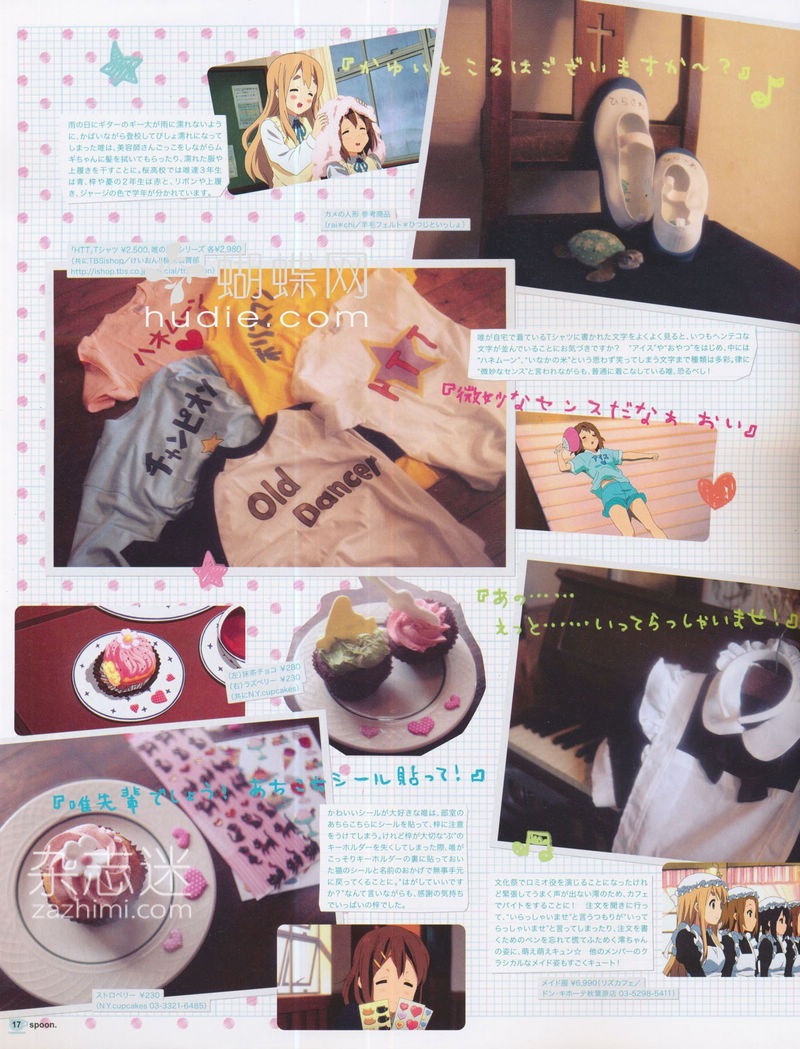 『かゆいところはございますか〜?』
ひらさわ
雨の日にギターのギー太が雨に濡れないよう
に、かばいながら登校してびしょ濡れになって
しまった唯は、美容師さんごっこをしながらム
ギちゃんに髪を拭いてもらったり、濡れた服や
上履きを干すことに。桜高校では唯達3年生
は青、梓や憂の2年生は赤と、リボンや上履
き、ジャージの色で学年が分かれています。
カメの人形 参考商品
(rai*chi/羊毛フェルト*ひつじといっしょ)
「HTT」Tシャツ ¥2,500、唯の
シリーズ 各¥2,980
(共にTBSishop/けいおん!!
http://ishop.tbs.co.j
蝴蝶网
hudie.com
ハネ
ホリ
HTT
チャンピオン
Old
Dancer
唯が自宅で着ているTシャツに書かれた文字をよくよく見ると、いつもヘンテコな
文字が並んでいることにお気づきですか? “アイス”や“おやつ”をはじめ、中には
“ハネムーン”、“いなかの米”という思わず笑ってしまう文字まで種類は多彩。律に
“微妙なセンス”と言われながらも、普通に着こなしている唯、恐るべし!
『微妙なセンスだなぁ おい』
アイス
『あの……
えっと……いってらっしゃいませ!』
(左)抹茶チョコ ¥280
(右)ラズベリー ¥230
(共にN.Y.cupcakes)
『唯先輩でしょう! あちこちシール貼って!』
かわいいシールが大好きな唯は、部室の
あちらこちらにシールを貼って、梓に注意
をうけてしまう。けれど梓が大切な“ぶ”の
キーホルダーを失くしてしまった際、唯が
こっそりキーホルダーの裏に貼っておいた
猫のシールと名前のおかげで無事手元
に戻ってくることに。“はがしていいです
か?”なんて言いながらも、感謝の気持ち
でいっぱいの梓でした。
杂志迷
zazhimi.com
ストロベリー ¥230
(N.Y.cupcakes 03-3321-6485)
文化祭でロミオ役を演じることになったけれ
ど緊張してうまく声が出ない澪のため、カフェ
でバイトをすることに! 注文を聞きに行っ
て、“いらっしゃいませ”と言うつもりが“いって
らっしゃいませ”と言ってしまったり、注文を
書くためのペンを忘れて慌てふためく澪ちゃん
の姿に、萌え萌えキュン☆ 他のメンバーのク
ラシカルなメイド姿もすごくキュート!
メイド服 ¥6,990(リズカフェ/
ドン・キホーテ秋葉原店 03-5298-5411)
17 spoon.